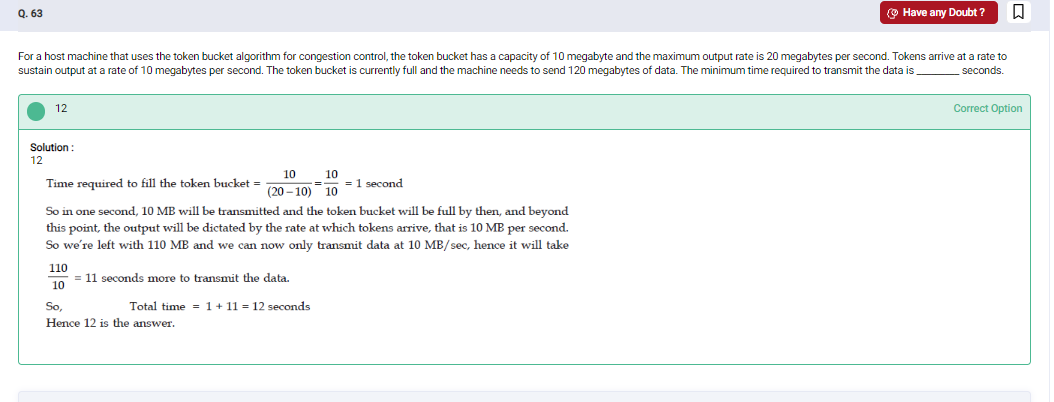 Q. 63
Have any Doubt ?
For a host machine that uses the token bucket algorithm for congestion control, the token bucket has a capacity of 10 megabyte and the maximum output rate is 20 megabytes per second. Tokens arrive at a rate to
sustain output at a rate of 10 megabytes per second. The token bucket is currently full and the machine needs to send 120 megabytes of data. The minimum time required to transmit the data is ________ seconds.
12
Correct Option
Solution :
12
Time required to fill the token bucket = 10/(20 – 10) = 10/10 = 1 second
So in one second, 10 MB will be transmitted and the token bucket will be full by then, and beyond
this point, the output will be dictated by the rate at which tokens arrive, that is 10 MB per second.
So we're left with 110 MB and we can now only transmit data at 10 MB/sec, hence it will take
110/10 = 11 seconds more to transmit the data.
So, Total time = 1 + 11 = 12 seconds
Hence 12 is the answer.